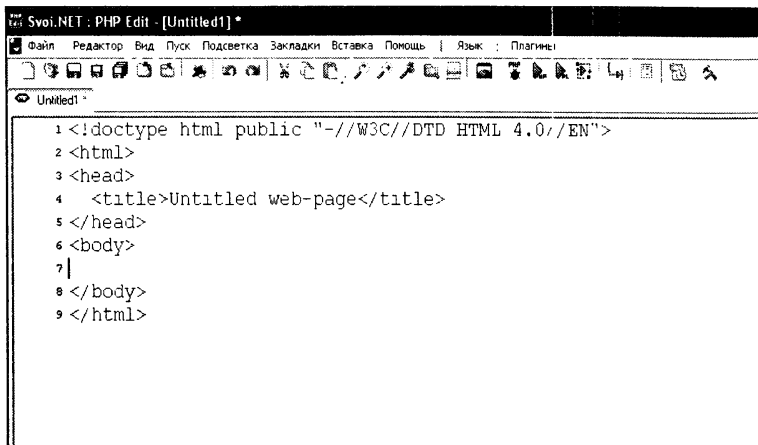 Svoi.NET : PHP Edit - [Untitled1] *
Файл Редактор Вид Пуск Подсветка Закладки Вставка Помощь | Язык : Плагины
Untitled1 *
1 <!doctype html public "-//W3C//DTD HTML 4.0//EN">
2 <html>
3 <head>
4 <title>Untitled web-page</title>
5 </head>
6 <body>
7
8 </body>
9 </html>